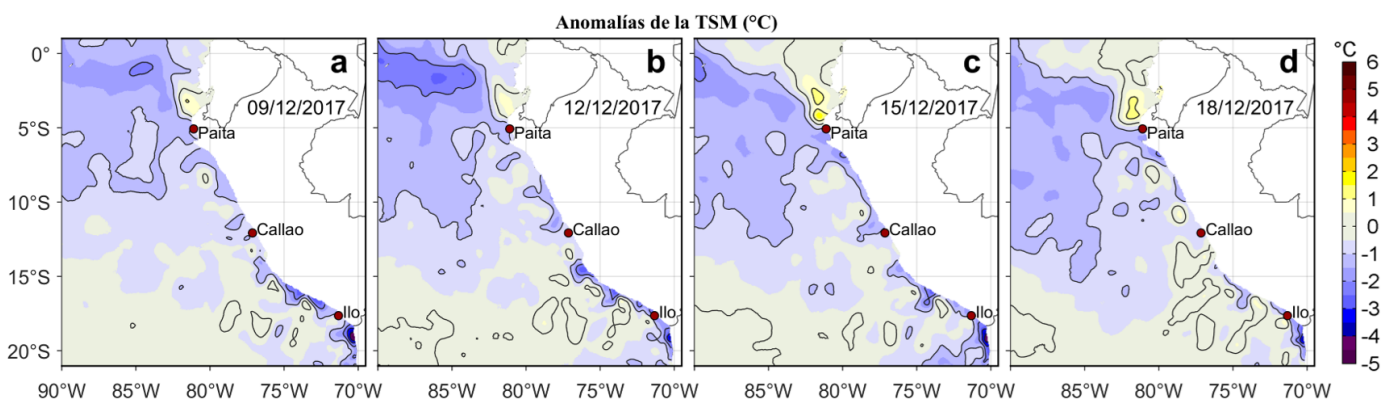 Anomalías de la TSM (°C)
0°
5°S
10°S
15°S
20°S
a
09/12/2017
Paita
Callao
Ilo
90°W
85°W
80°W
75°W
70°W
b
12/12/2017
Paita
Callao
Ilo
85°W
80°W
75°W
70°W
c
15/12/2017
Paita
Callao
Ilo
85°W
80°W
75°W
70°W
d
18/12/2017
Paita
Callao
Ilo
85°W
80°W
75°W
70°W
°C
6
5
4
3
2
1
0
-1
-2
-3
-4
-5